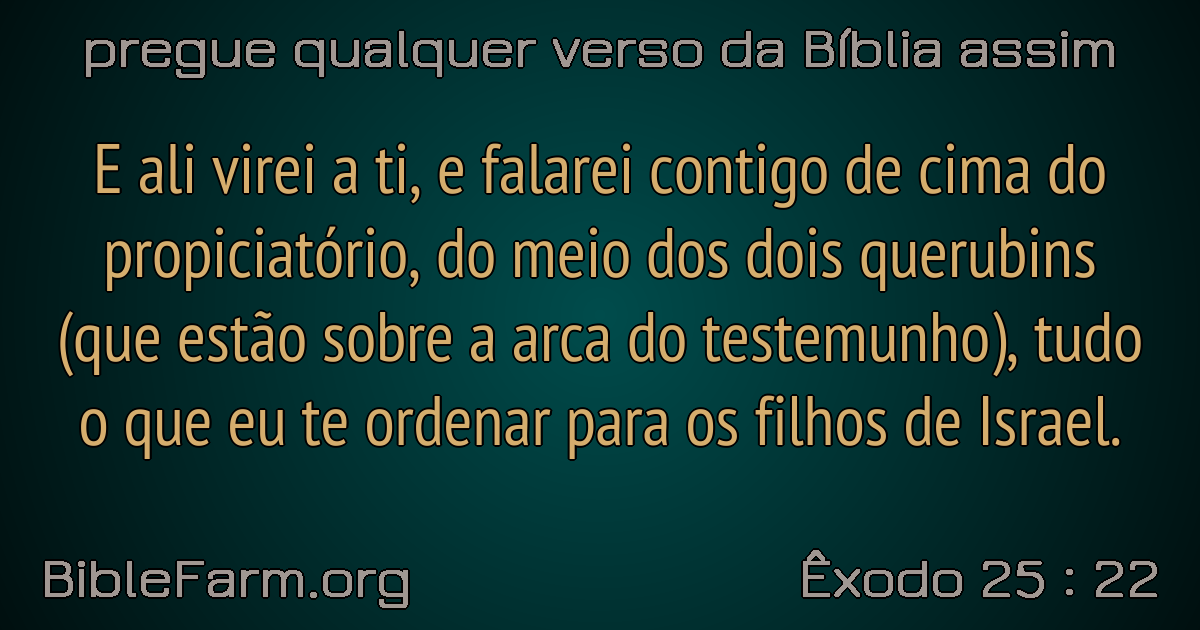 pregue qualquer verso da Bíblia assim
E ali virei a ti, e falarei contigo de cima do
propiciatório, do meio dos dois querubins
(que estão sobre a arca do testemunho), tudo
o que eu te ordenar para os filhos de Israel.
BibleFarm.org
Êxodo 25 : 22